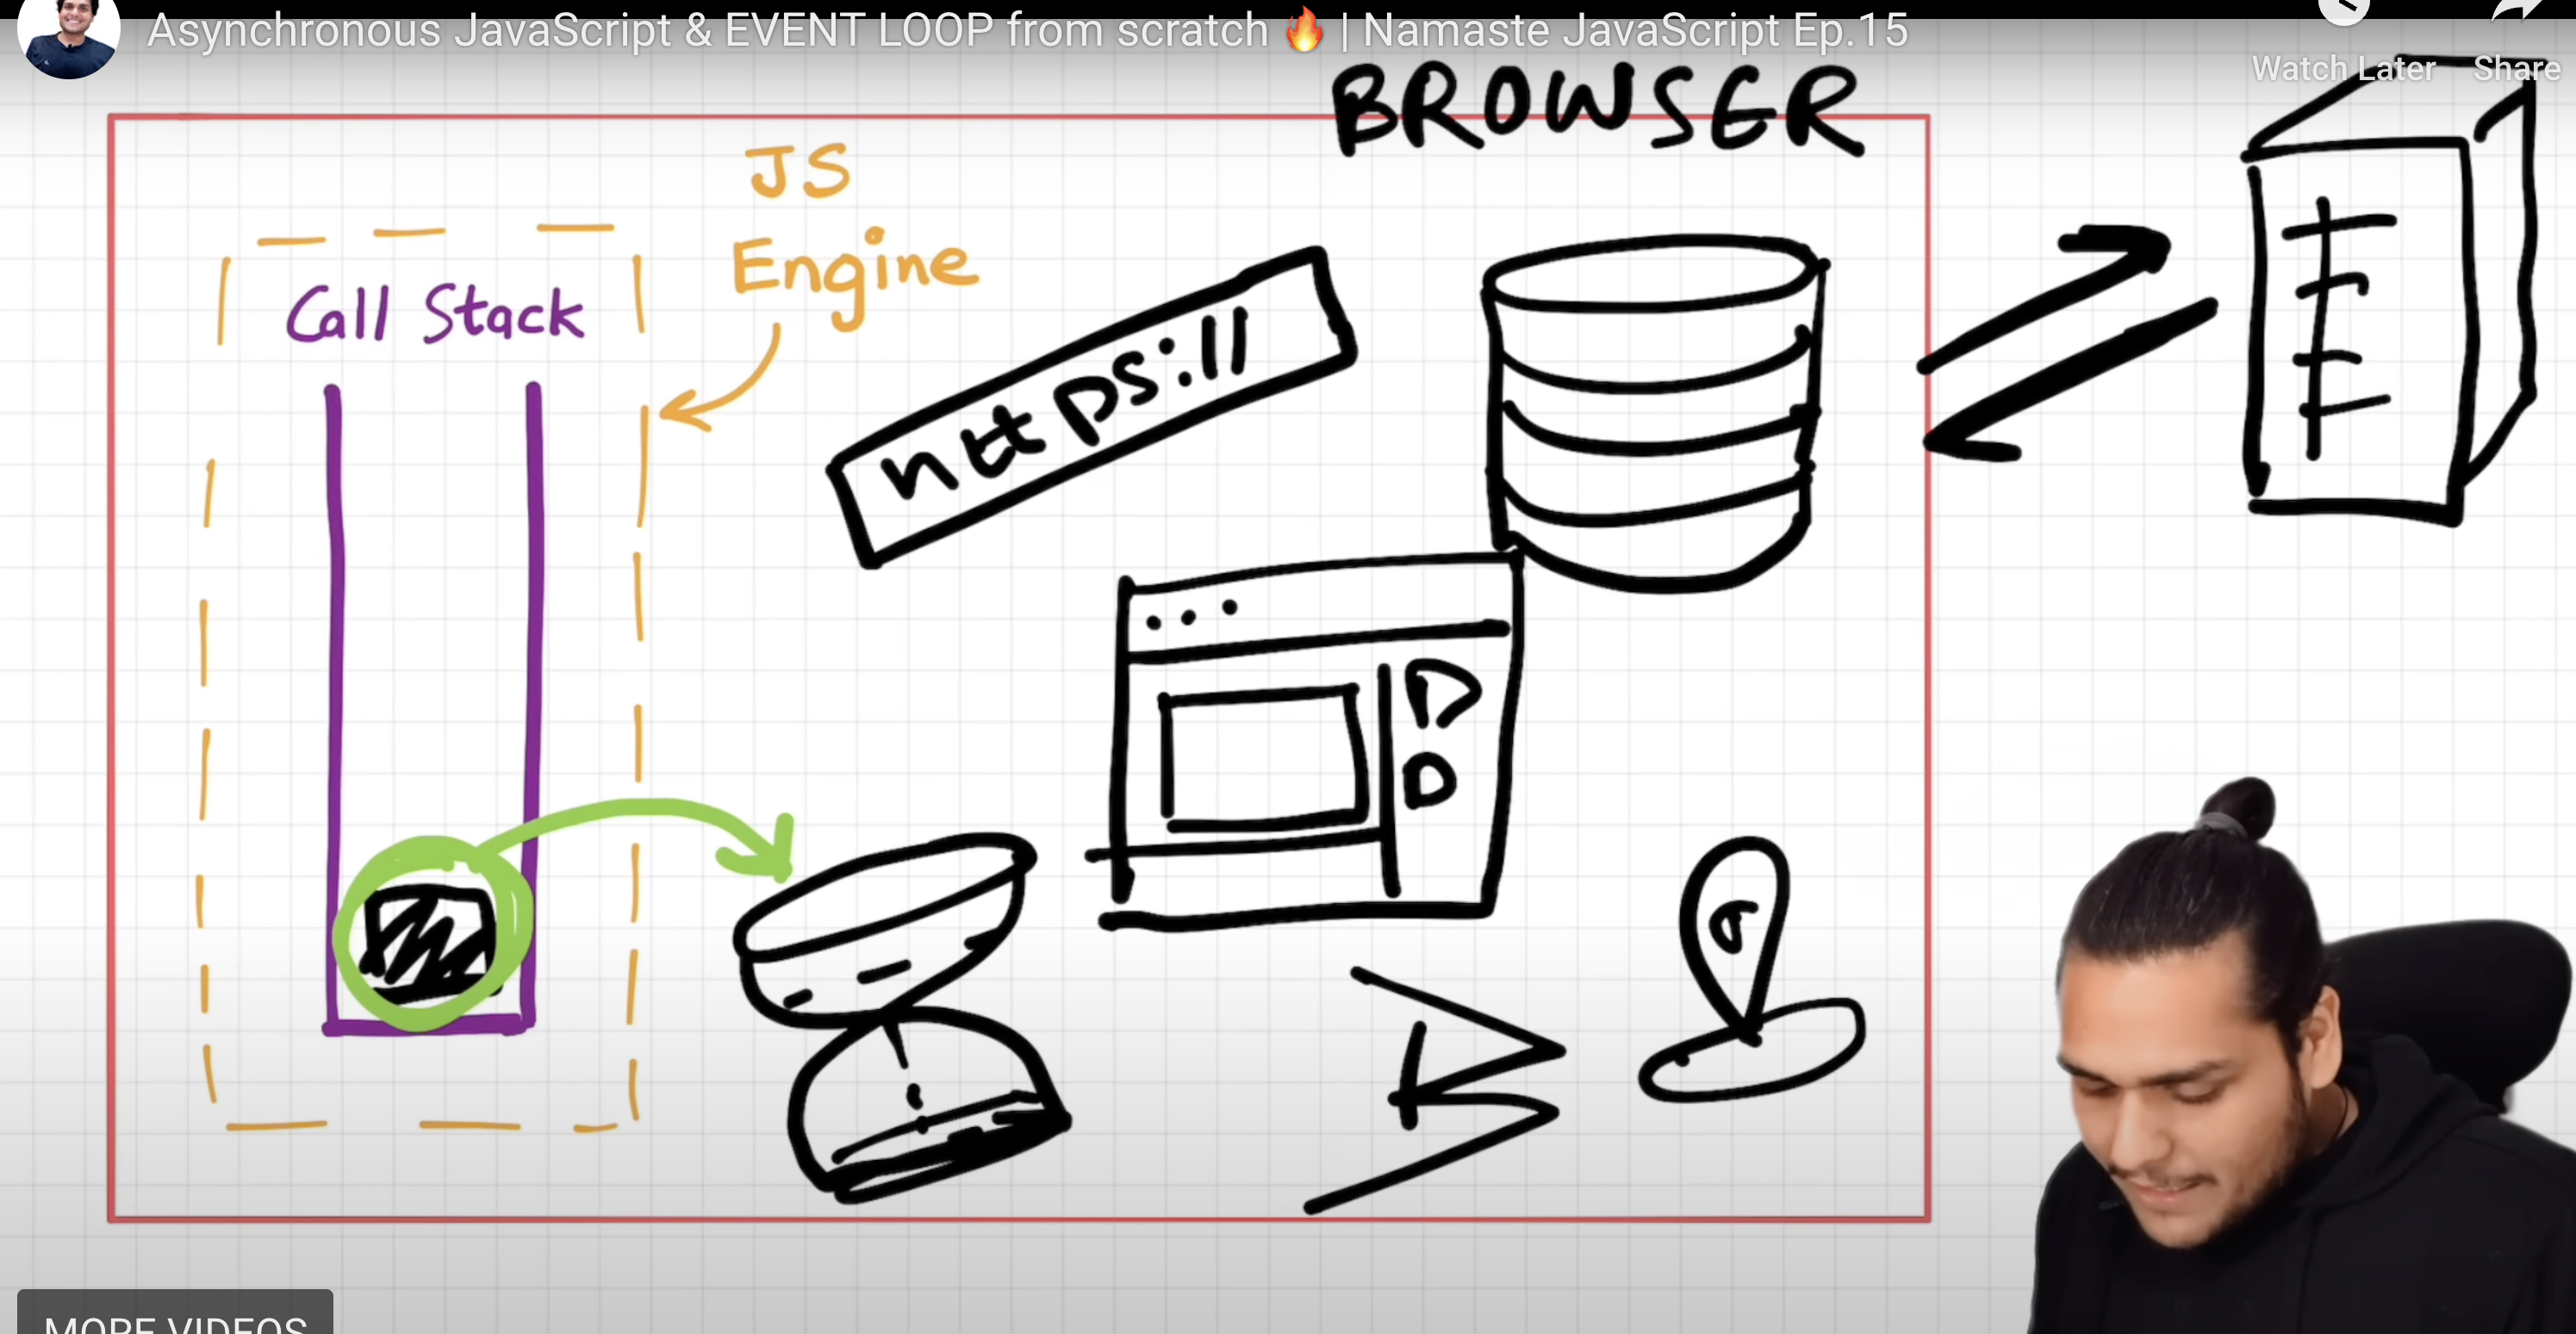 Asynchronous JavaScript & EVENT LOOP from scratch 🔥 | Namaste JavaScript Ep.15
Watch Later
Share
BROWSER
JS
Engine
Call Stack
https://
MORE VIDEOS